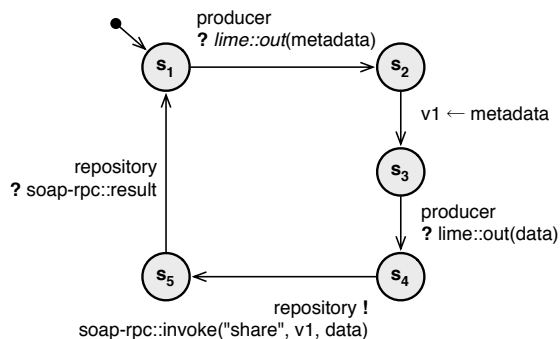 producer
? lime::out(metadata)
s1
s2
v1 ← metadata
s3
repository
? soap-rpc::result
producer
? lime::out(data)
s5
s4
repository !
soap-rpc::invoke("share", v1, data)